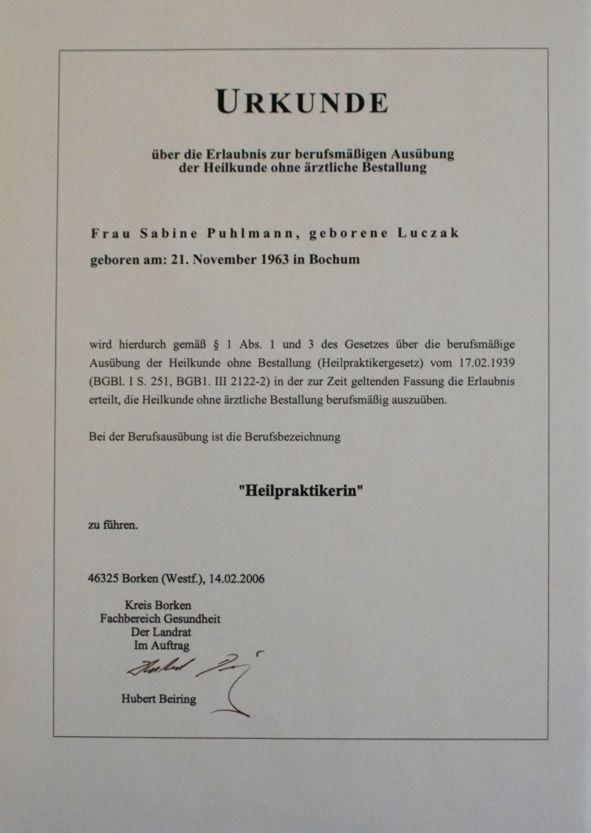 URKUNDE
über die Erlaubnis zur berufsmäßigen Ausübung
der Heilkunde ohne ärztliche Bestallung
Frau Sabine Puhlmann, geborene Luczak
geboren am: 21. November 1963 in Bochum
wird hierdurch gemäß § 1 Abs. 1 und 3 des Gesetzes über die berufsmäßige
Ausübung der Heilkunde ohne Bestallung (Heilpraktikergesetz) vom 17.02.1939
(BGBl. I S. 251, BGB1. III 2122-2) in der zur Zeit geltenden Fassung die Erlaubnis
erteilt, die Heilkunde ohne ärztliche Bestallung berufsmäßig auszuüben.
Bei der Berufsausübung ist die Berufsbezeichnung
"Heilpraktikerin"
zu führen.
46325 Borken (Westf.), 14.02.2006
Kreis Borken
Fachbereich Gesundheit
Der Landrat
Im Auftrag
Hubert Beiring